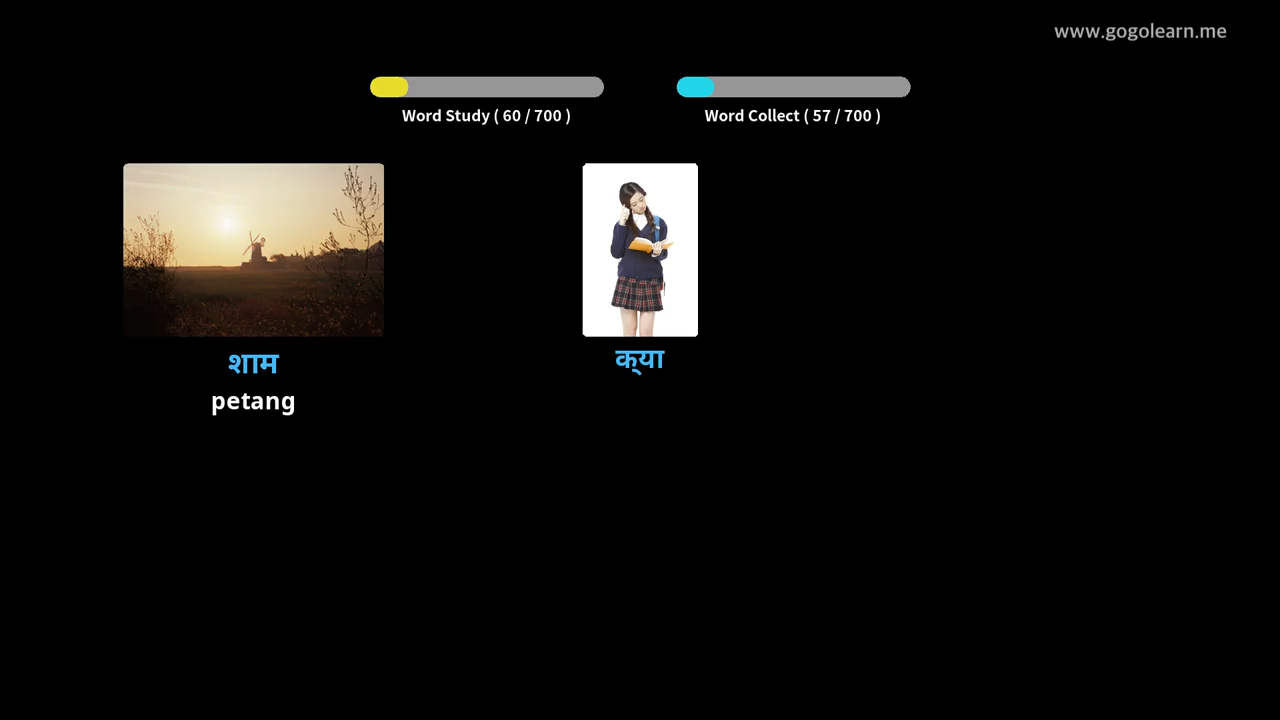 www.gogolearn.me
Word Study ( 60 / 700 )
Word Collect ( 57 / 700 )
शाम
petang
क्या